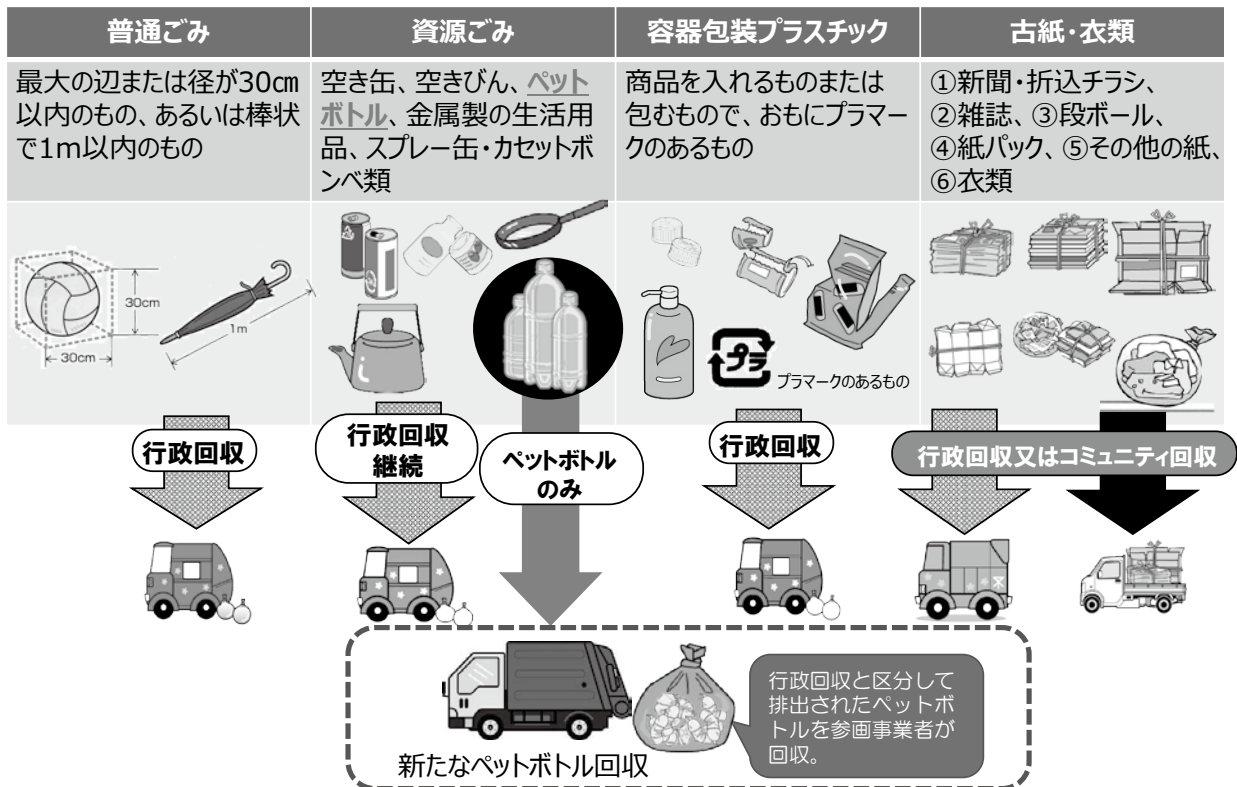 普通ごみ
資源ごみ
容器包装プラスチック
古紙・衣類
最大の辺または径が30㎝
以内のもの、あるいは棒状
で1m以内のもの
空き缶、空きびん、ペット
ボトル、金属製の生活用
品、スプレー缶・カセットボ
ンベ類
商品を入れるものまたは
包むもので、おもにプラマー
クのあるもの
①新聞・折込チラシ、
②雑誌、③段ボール、
④紙パック、⑤その他の紙、
⑥衣類
30cm
30cm
1m
プラ
プラマークのあるもの
行政回収
行政回収
継続
ペットボトル
のみ
行政回収
行政回収又はコミュニティ回収
新たなペットボトル回収
行政回収と区分して
排出されたペットボ
トルを参画事業者が
回収。